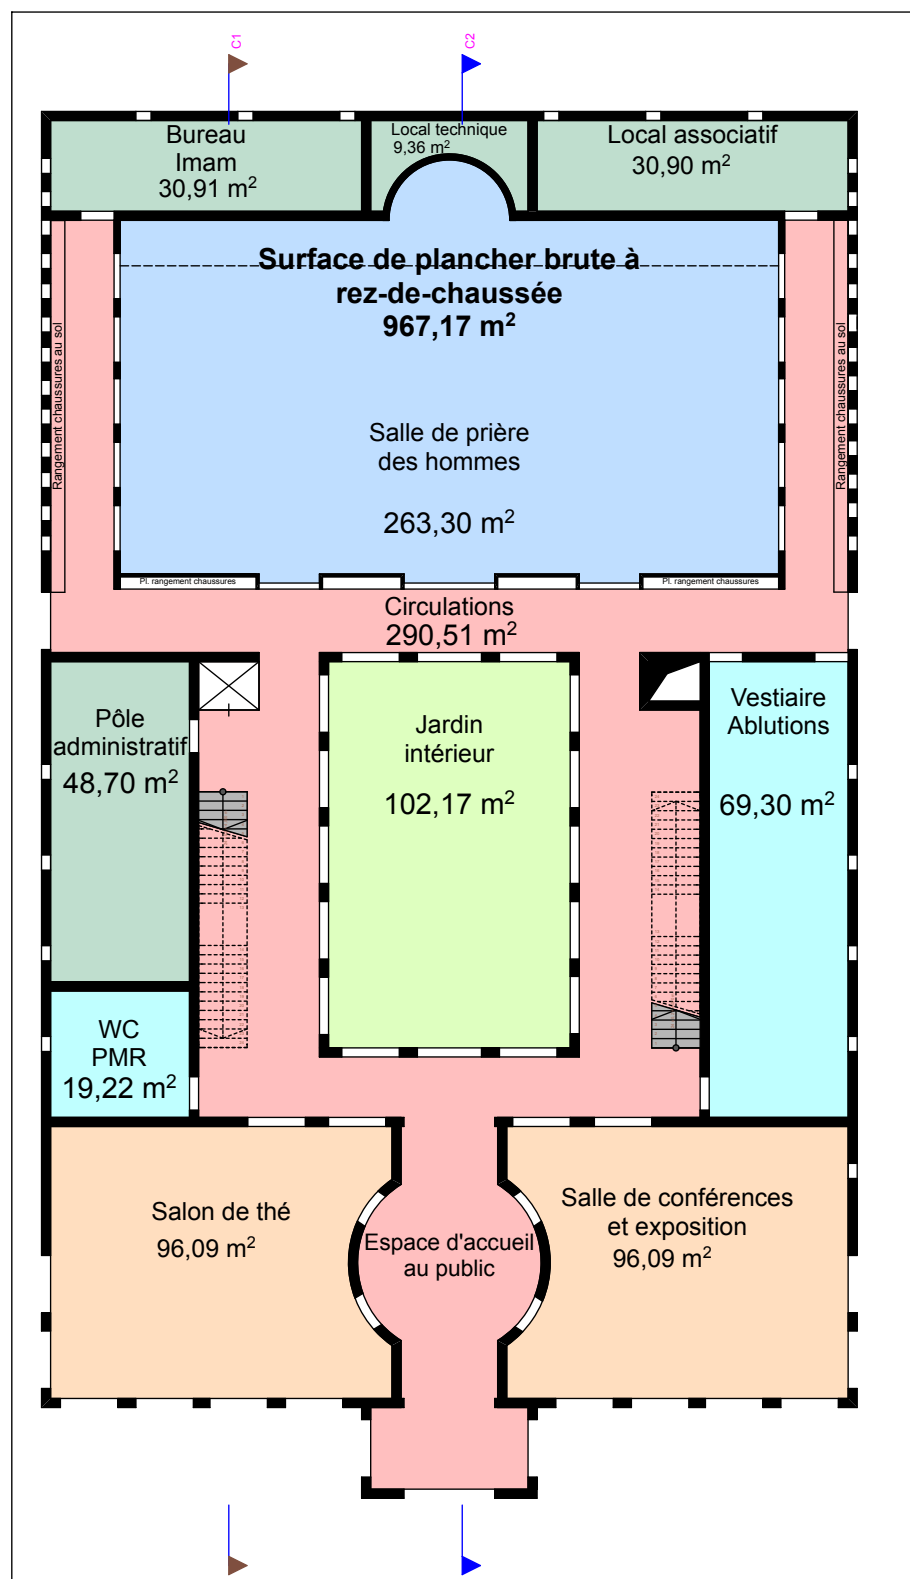 C1
C2
Bureau
Imam
30,91 m²
Local technique
9,36 m²
Local associatif
30,90 m²
Surface de plancher brute à
rez-de-chaussée
967,17 m²
Rangement chaussures au sol
Rangement chaussures au sol
Salle de prière
des hommes
263,30 m²
Pl. rangement chaussures
Pl. rangement chaussures
Circulations
290,51 m²
Pôle
administratif
48,70 m²
Jardin
intérieur
102,17 m²
Vestiaire
Ablutions
69,30 m²
WC
PMR
19,22 m²
Salon de thé
96,09 m²
Espace d'accueil
au public
Salle de conférences
et exposition
96,09 m²